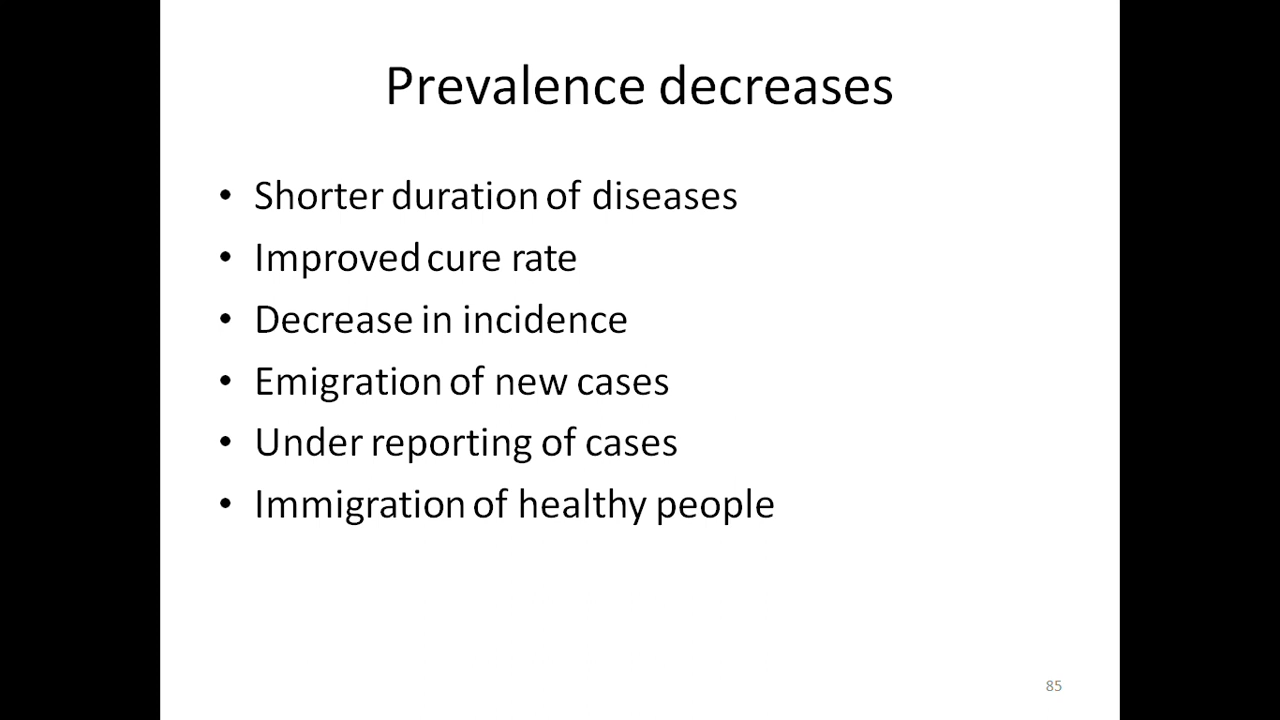 Prevalence decreases
• Shorter duration of diseases
• Improved cure rate
• Decrease in incidence
• Emigration of new cases
• Under reporting of cases
• Immigration of healthy people
85